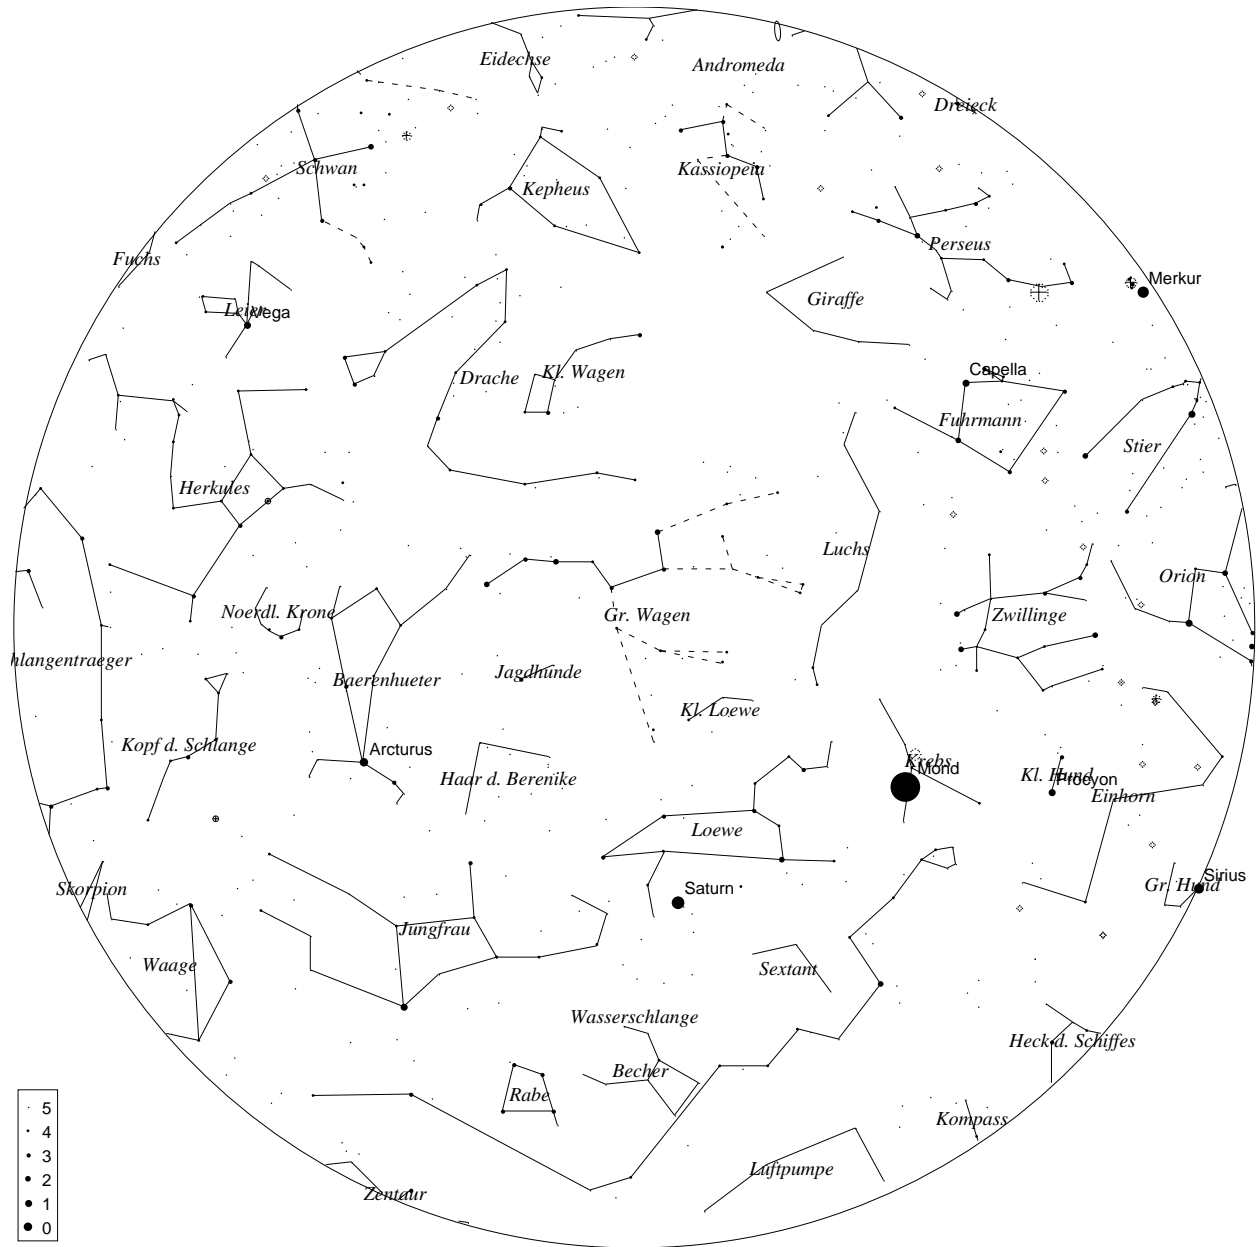 Eidechse
Andromeda
Dreieck
Schwan
Kassiopeia
Kepheus
Fuchs
Perseus
Merkur
Giraffe
Leier
Vega
Capella
Drache
Kl. Wagen
Fuhrmann
Stier
Herkules
Luchs
Orion
Noerdl. Krone
Gr. Wagen
Zwillinge
hlangentraeger
Baerenhueter
Jagdhunde
Kl. Loewe
Kopf d. Schlange
Arcturus
Haar d. Berenike
Krebs
Mond
Kl. Hund
Procyon
Einhorn
Loewe
Skorpion
Saturn
Gr. Hund
Sirius
Jungfrau
Waage
Sextant
Wasserschlange
Heck d. Schiffes
Becher
Rabe
Kompass
Luftpumpe
Zentaur
5
4
3
2
1
0